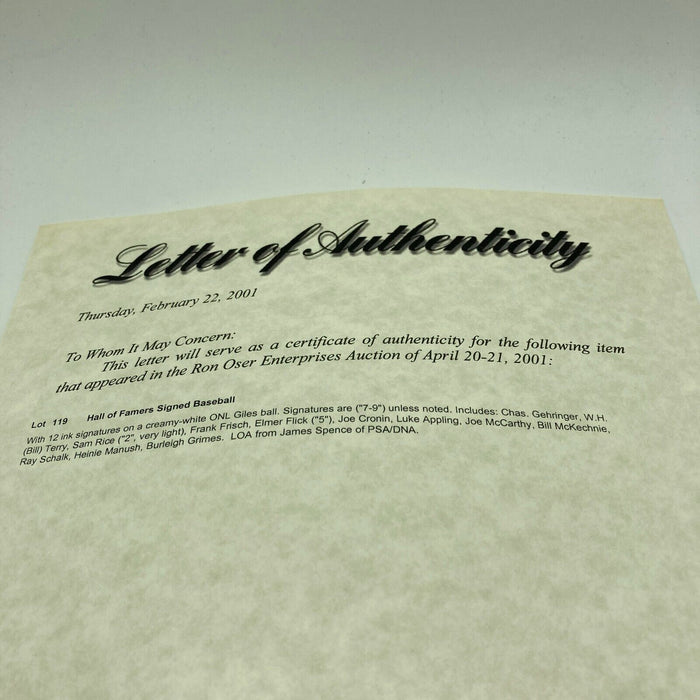 Letter of Authenticity
Thursday, February 22, 2001
To Whom It May Concern:
This letter will serve as a certificate of authenticity for the following item
that appeared in the Ron Oser Enterprises Auction of April 20-21, 2001:
Lot 119 Hall of Famers Signed Baseball
With 12 ink signatures on a creamy-white ONL Giles ball. Signatures are ("7-9") unless noted. Includes: Chas. Gehringer, W.H.
(Bill) Terry, Sam Rice ("2", very light), Frank Frisch, Elmer Flick ("5"), Joe Cronin, Luke Appling, Joe McCarthy, Bill McKechnie,
Ray Schalk, Heinie Manush, Burleigh Grimes. LOA from James Spence of PSA/DNA.